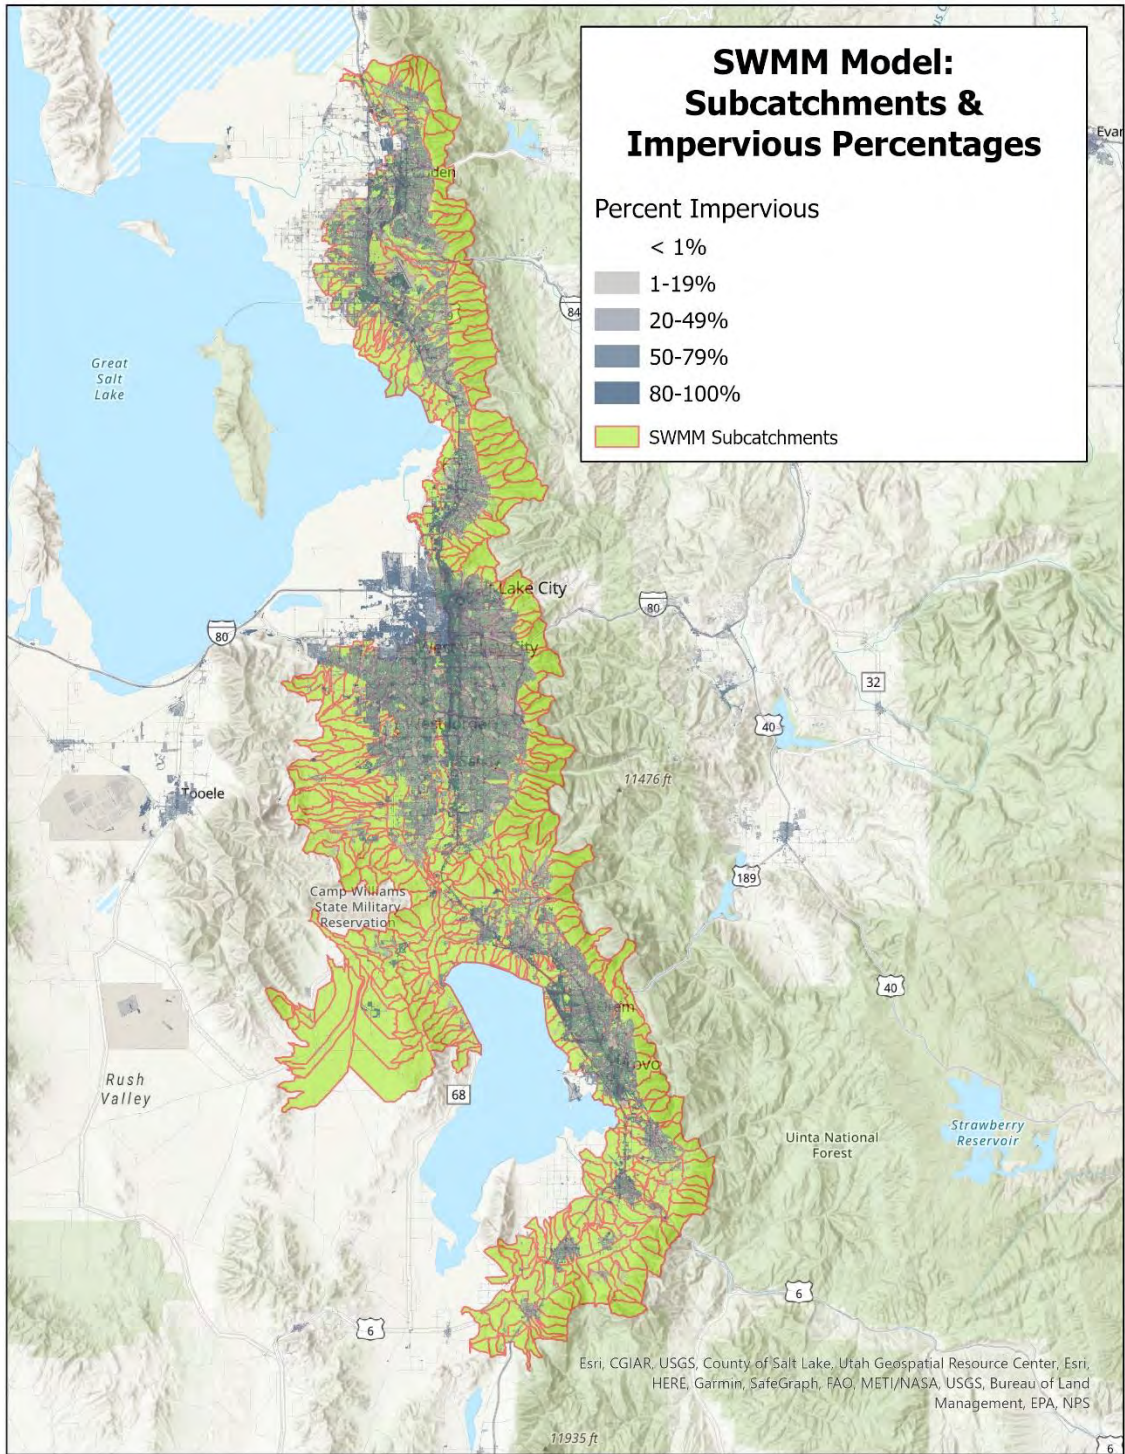 SWMM Model:
Subcatchments &
Impervious Percentages
Percent Impervious
< 1%
1-19%
20-49%
50-79%
80-100%
SWMM Subcatchments
84
Great
Salt
Lake
Lake City
80
80
32
40
11476 ft
Tooele
189
Camp Williams
State Military
Reservation
40
68
Rush
Valley
Strawberry
Reservoir
Uinta National
Forest
6
6
Esri, CGIAR, USGS, County of Salt Lake, Utah Geospatial Resource Center, Esri,
HERE, Garmin, SafeGraph, FAO, METI/NASA, USGS, Bureau of Land
Management, EPA, NPS
11935 ft
6